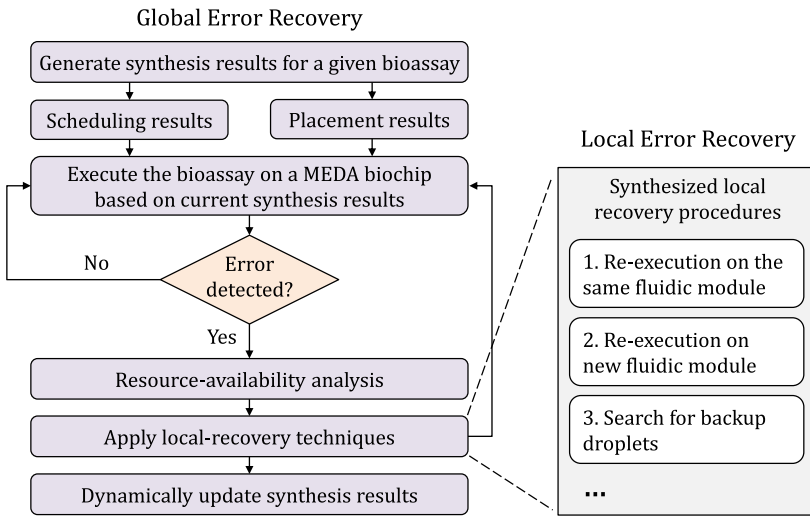 Global Error Recovery
Generate synthesis results for a given bioassay
Scheduling results
Placement results
Execute the bioassay on a MEDA biochip
based on current synthesis results
No
Error
detected?
Yes
Resource-availability analysis
Apply local-recovery techniques
Dynamically update synthesis results
Local Error Recovery
Synthesized local
recovery procedures
1. Re-execution on the
same fluidic module
2. Re-execution on
new fluidic module
3. Search for backup
droplets
...